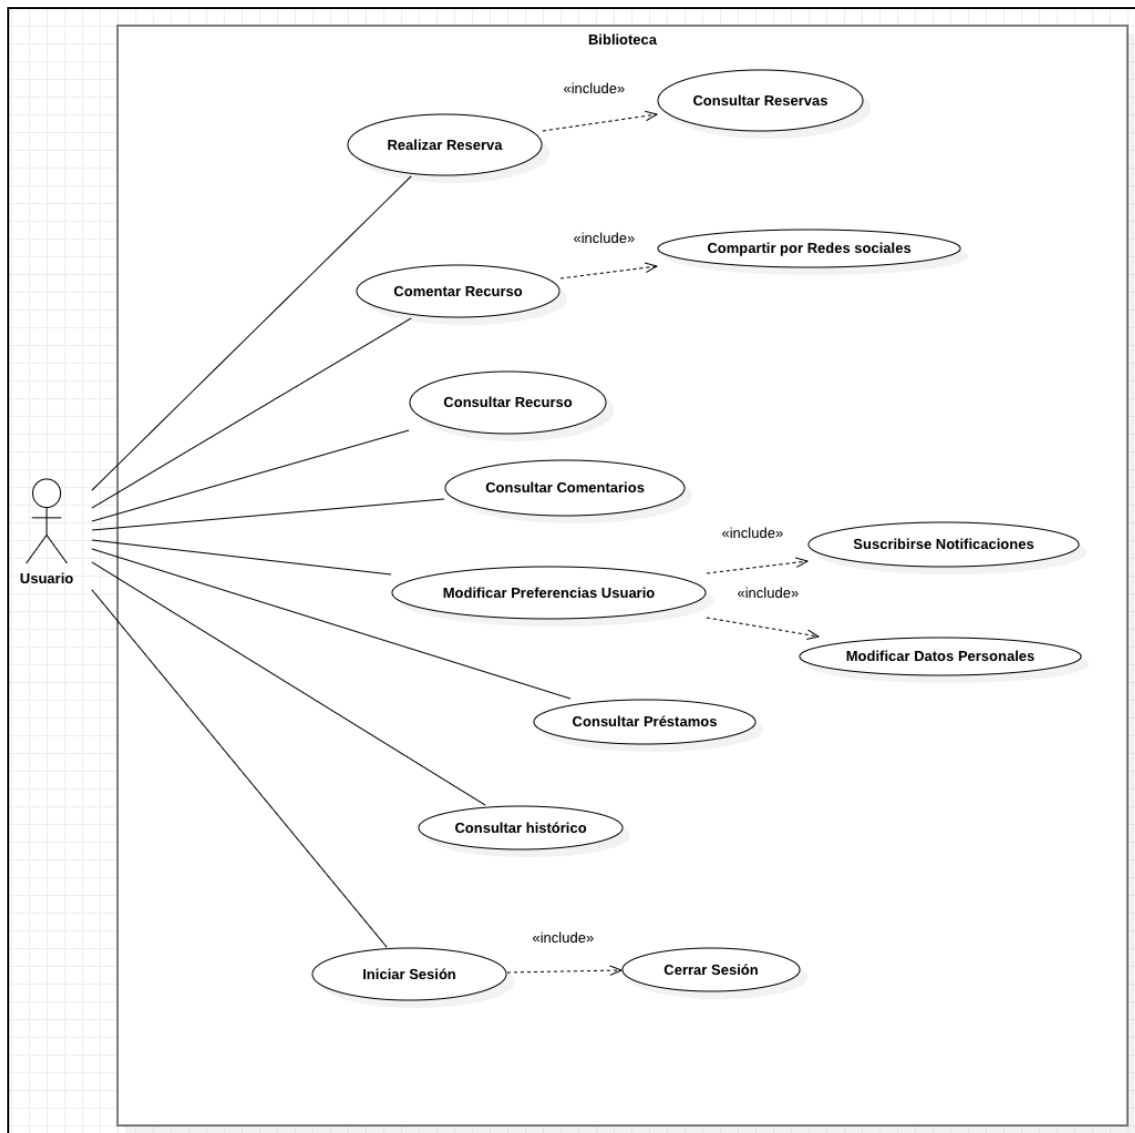 Biblioteca
«include»
Consultar Reservas
Realizar Reserva
«include»
Compartir por Redes sociales
Comentar Recurso
Consultar Recurso
Consultar Comentarios
«include»
Suscribirse Notificaciones
Usuario
Modificar Preferencias Usuario
«include»
Modificar Datos Personales
Consultar Préstamos
Consultar histórico
«include»
Iniciar Sesión
Cerrar Sesión